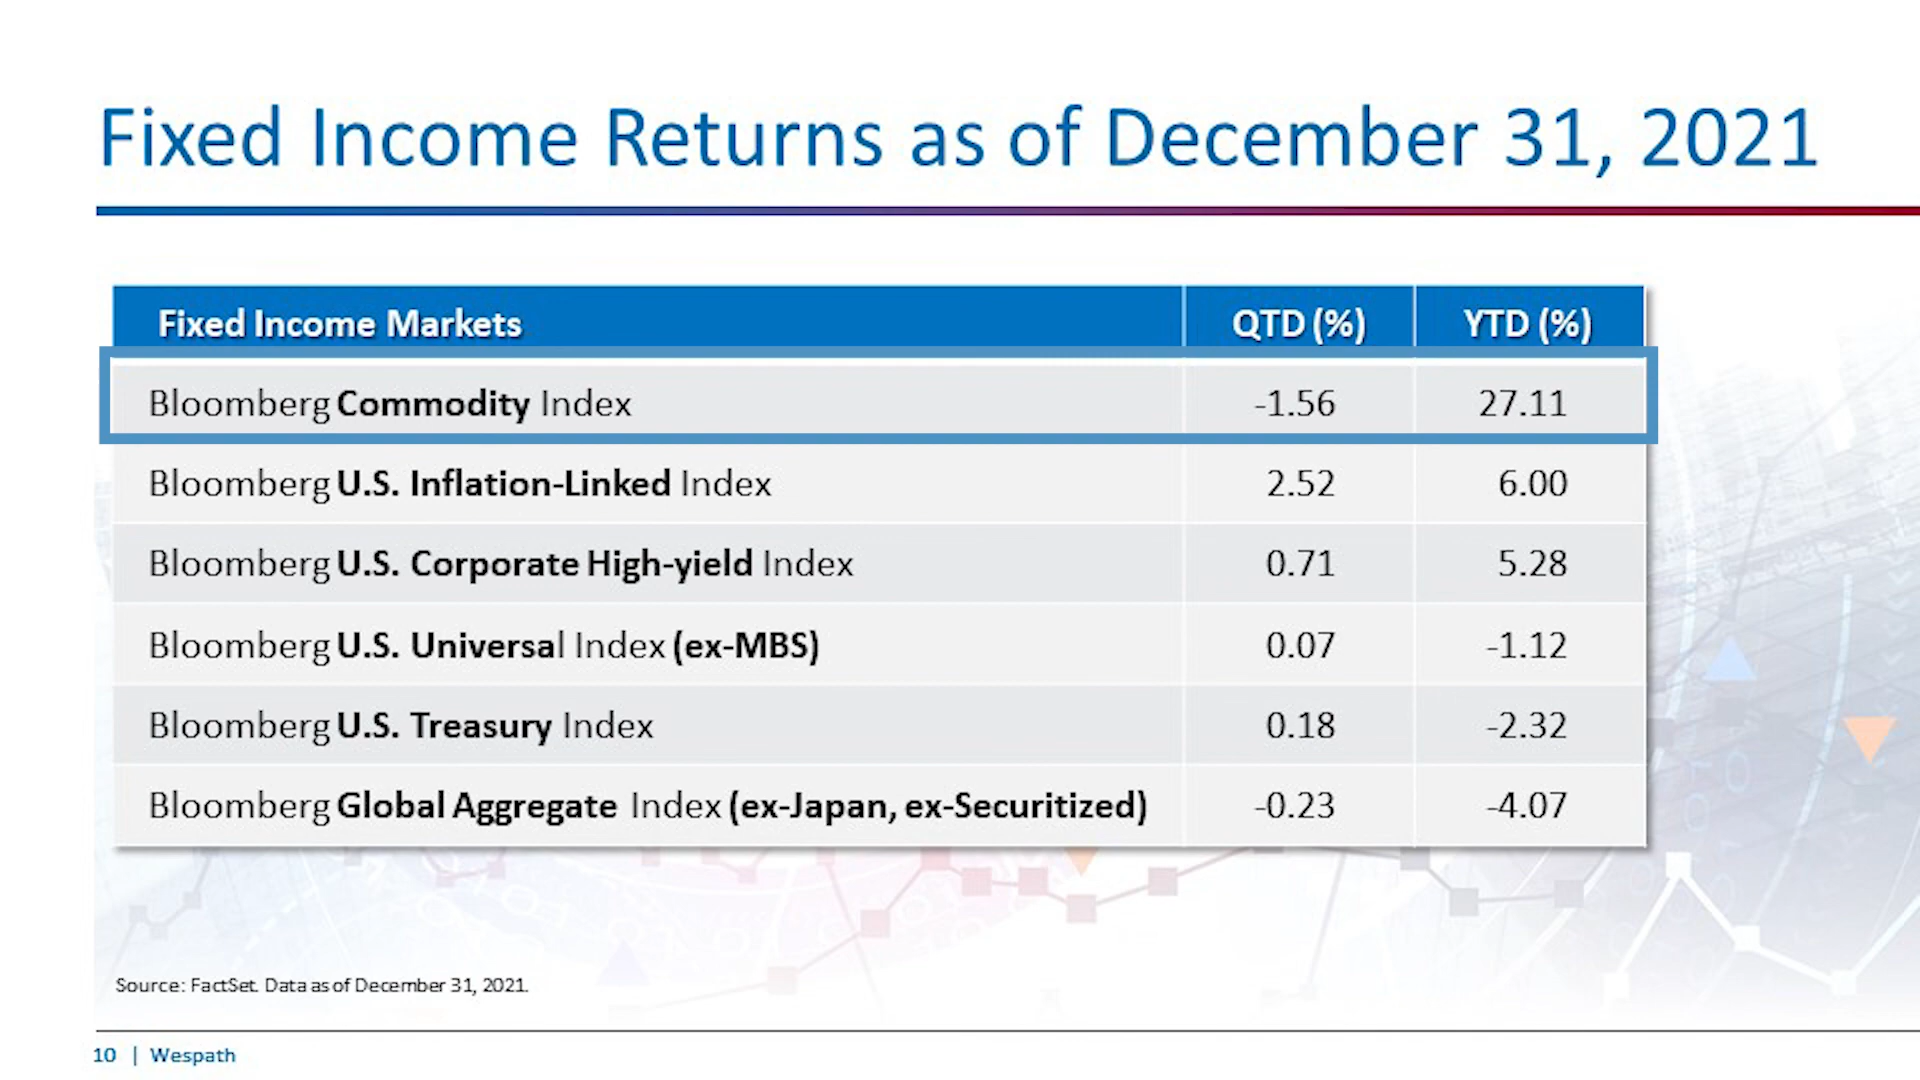 Fixed Income Returns as of December 31, 2021
Fixed Income Markets QTD (%) YTD (%)
Bloomberg Commodity Index -1.56 27.11
Bloomberg U.S. Inflation-Linked Index 2.52 6.00
Bloomberg U.S. Corporate High-yield Index 0.71 5.28
Bloomberg U.S. Universal Index (ex-MBS) 0.07 -1.12
Bloomberg U.S. Treasury Index 0.18 -2.32
Bloomberg Global Aggregate Index (ex-Japan, ex-Securitized) -0.23 -4.07
Source: FactSet. Data as of December 31, 2021.
10 | Wespath